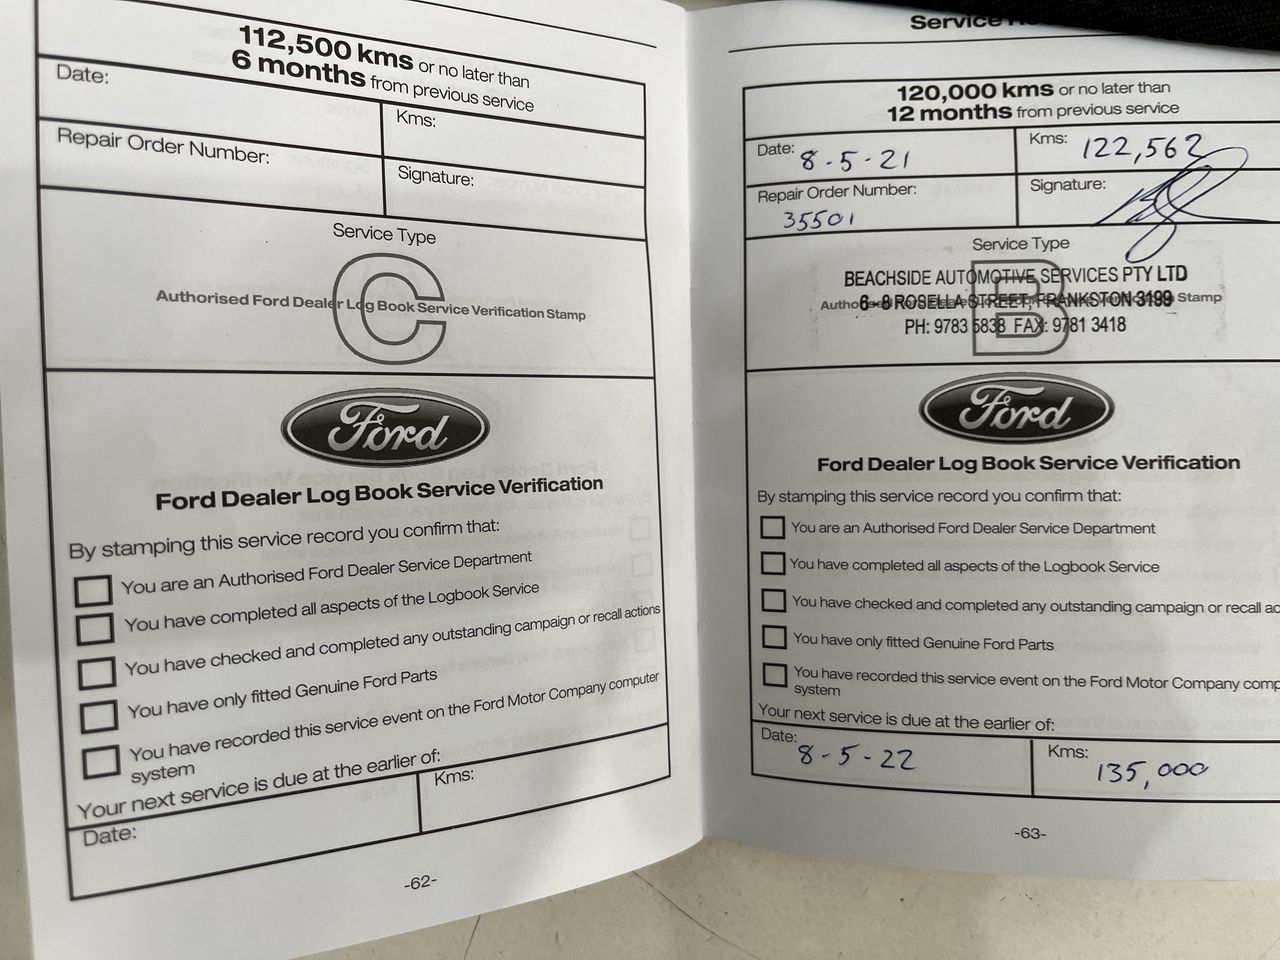 112,500 kms or no later than
6 months from previous service
Date:
Kms:
Repair Order Number:
Signature:
Service Type
C
Authorised Ford Dealer Log Book Service Verification Stamp
Ford
Ford Dealer Log Book Service Verification
By stamping this service record you confirm that:
You are an Authorised Ford Dealer Service Department
You have completed all aspects of the Logbook Service
You have checked and completed any outstanding campaign or recall actions
You have only fitted Genuine Ford Parts
You have recorded this service event on the Ford Motor Company computer
system
Your next service is due at the earlier of:
Date:
Kms:
-62-
Service
120,000 kms or no later than
12 months from previous service
Date: 8-5-21
Kms: 122,562
Repair Order Number:
35501
Signature:
Service Type
B
BEACHSIDE AUTOMOTIVE SERVICES PTY LTD
6-8 ROSELLA STREET, FRANKSTON 3199
Stamp
PH: 9783 5838 FAX: 9781 3418
Ford
Ford Dealer Log Book Service Verification
By stamping this service record you confirm that:
You are an Authorised Ford Dealer Service Department
You have completed all aspects of the Logbook Service
You have checked and completed any outstanding campaign or recall ac
You have only fitted Genuine Ford Parts
You have recorded this service event on the Ford Motor Company comp
system
Your next service is due at the earlier of:
Date: 8-5-22
Kms: 135,000
-63-